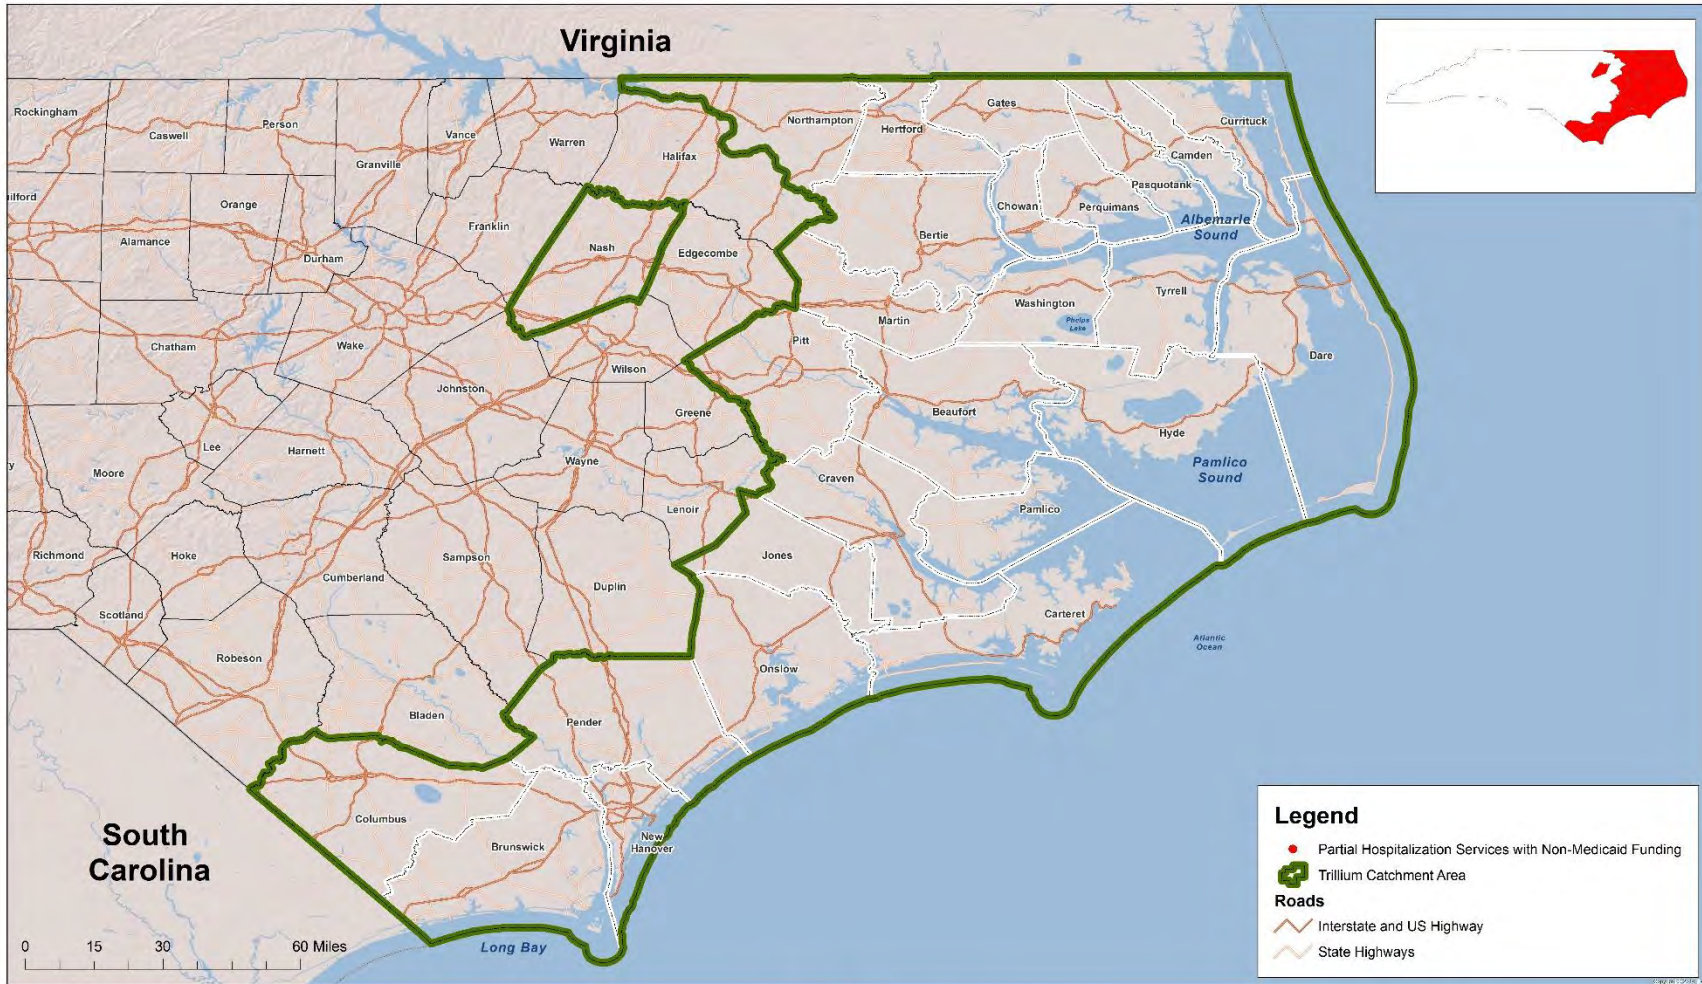 Virginia
Rockingham
Caswell
Person
Granville
Vance
Warren
Halifax
Northampton
Hertford
Gates
Currituck
Camden
Pasquotank
Perquimans
Chowan
Albemarle
Sound
Bertie
ilford
Orange
Alamance
Durham
Franklin
Nash
Edgecombe
Washington
Tyrrell
Phelps
Lake
Martin
Pitt
Dare
Chatham
Wake
Johnston
Wilson
Greene
Beaufort
Hyde
Lee
Harnett
Wayne
Moore
Craven
Pamlico
Sound
Lenoir
Pamlico
Richmond
Hoke
Cumberland
Sampson
Duplin
Jones
Scotland
Carteret
Robeson
Atlantic
Ocean
Onslow
Bladen
Pender
Columbus
Brunswick
New
Hanover
South
Carolina
Long Bay
0 15 30 60 Miles
Legend
Partial Hospitalization Services with Non-Medicaid Funding
Trillium Catchment Area
Roads
Interstate and US Highway
State Highways